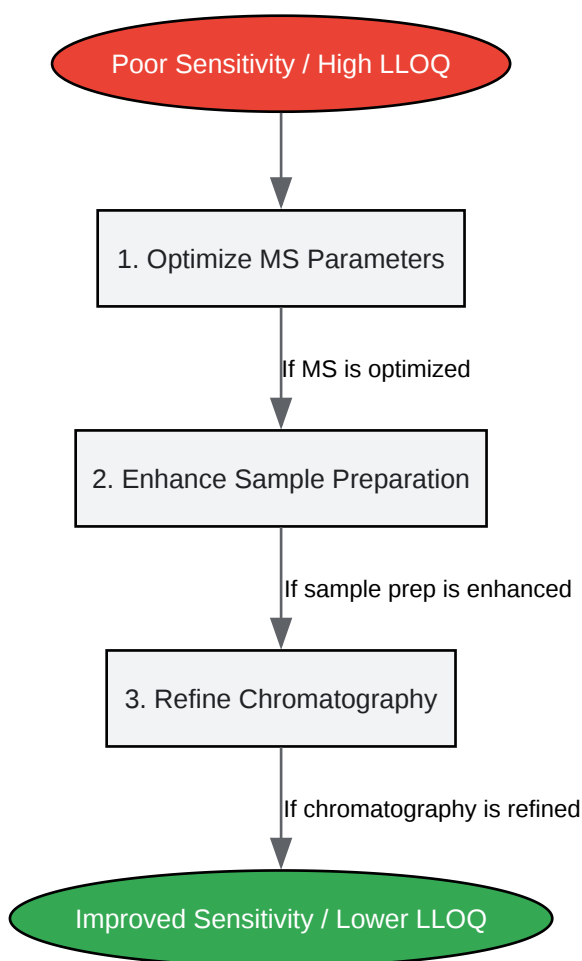 Poor Sensitivity / High LLOQ
1. Optimize MS Parameters
If MS is optimized
2. Enhance Sample Preparation
If sample prep is enhanced
3. Refine Chromatography
If chromatography is refined
Improved Sensitivity / Lower LLOQ